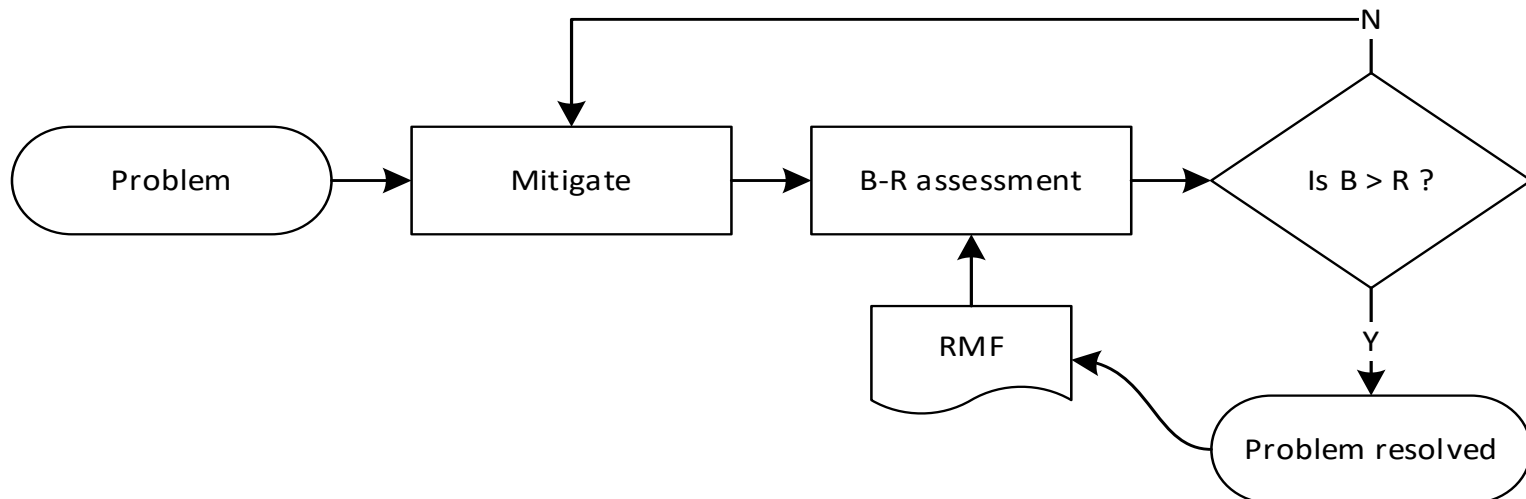 N
Problem
Mitigate
B-R assessment
Is B > R ?
RMF
Y
Problem resolved